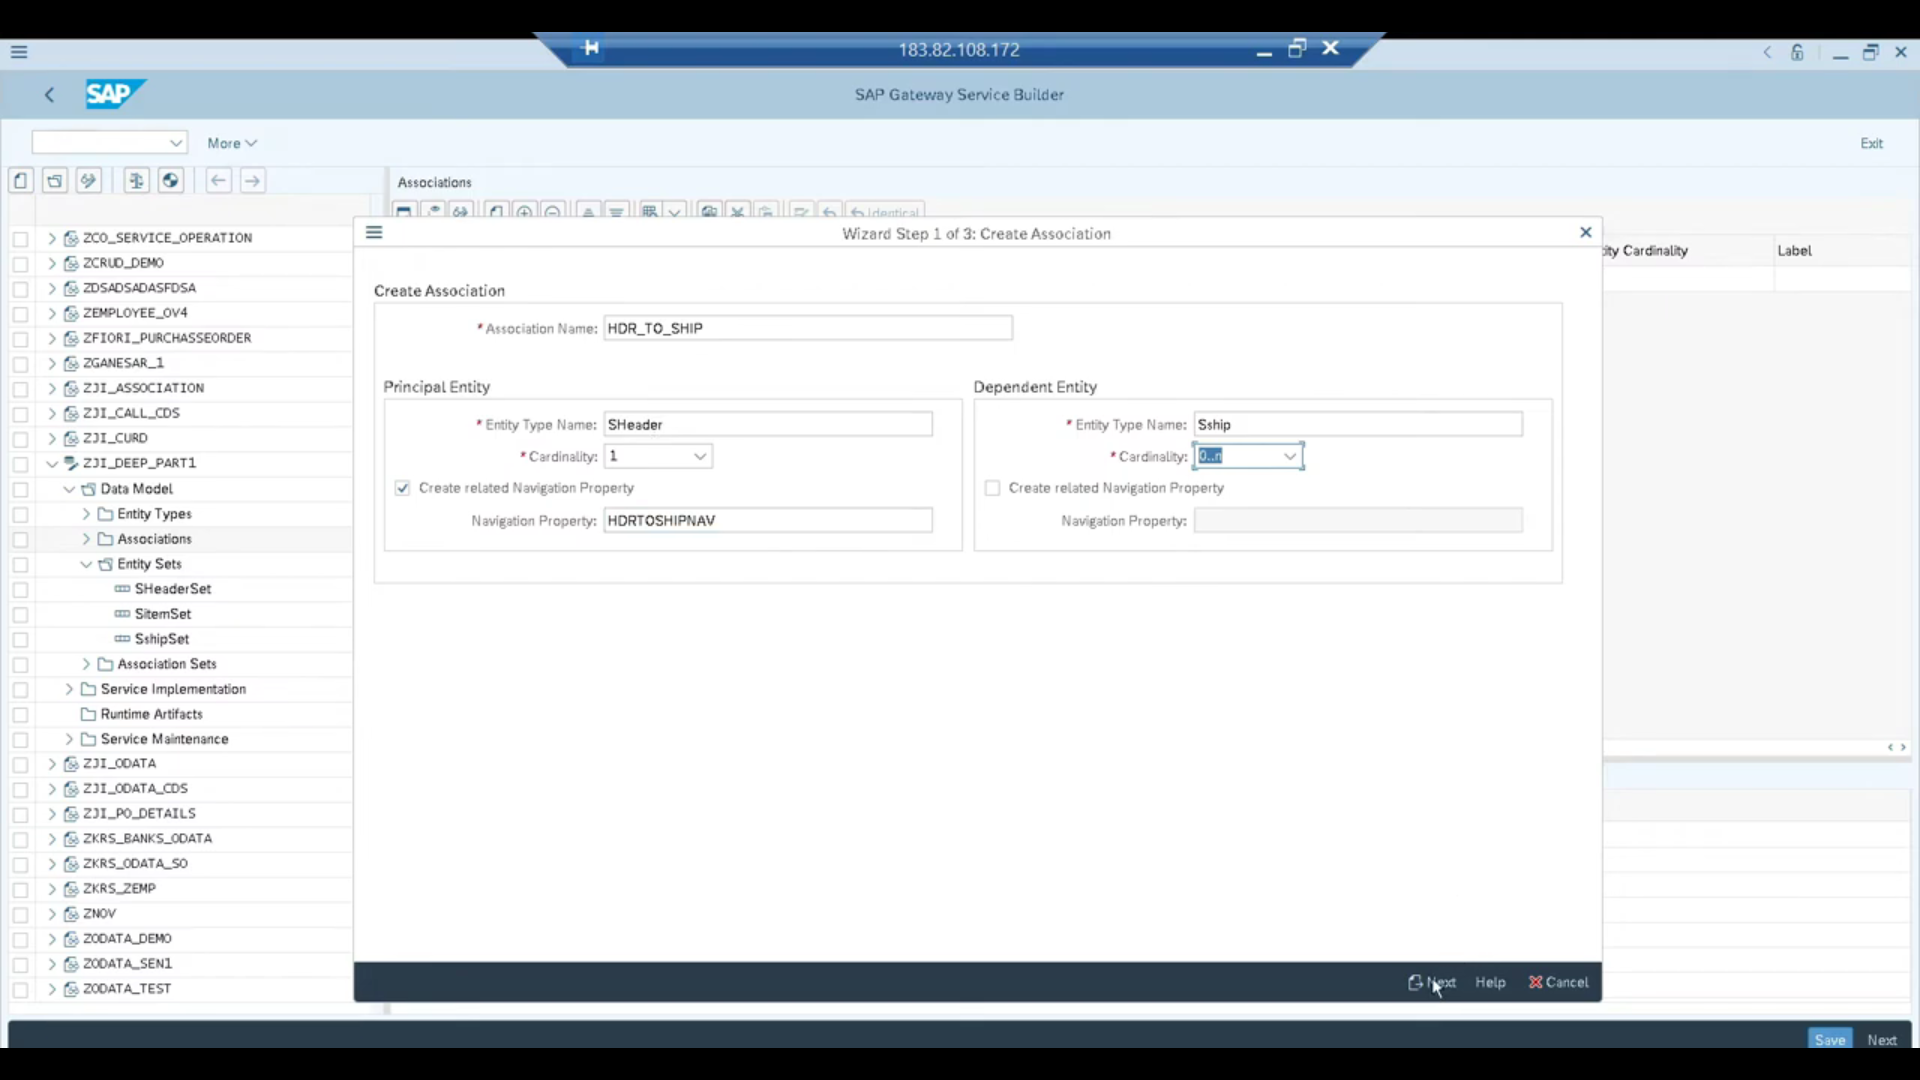 183.82.108.172
SAP
SAP Gateway Service Builder
More
Exit
Associations
Identical
Wizard Step 1 of 3: Create Association
ity Cardinality
Label
Create Association
* Association Name: HDR_TO_SHIP
Principal Entity
* Entity Type Name: SHeader
* Cardinality: 1
Create related Navigation Property
Navigation Property: HDRTOSHIPNAV
Dependent Entity
* Entity Type Name: Sship
* Cardinality: 0..n
Create related Navigation Property
Navigation Property:
ZCO_SERVICE_OPERATION
ZCRUD_DEMO
ZDSADSADASFDSA
ZEMPLOYEE_OV4
ZFIORI_PURCHASSEORDER
ZGANESAR_1
ZJI_ASSOCIATION
ZJI_CALL_CDS
ZJI_CURD
ZJI_DEEP_PART1
Data Model
Entity Types
Associations
Entity Sets
SHeaderSet
SitemSet
SshipSet
Association Sets
Service Implementation
Runtime Artifacts
Service Maintenance
ZJI_ODATA
ZJI_ODATA_CDS
ZJI_PO_DETAILS
ZKRS_BANKS_ODATA
ZKRS_ODATA_SO
ZKRS_ZEMP
ZNOV
ZODATA_DEMO
ZODATA_SEN1
ZODATA_TEST
Next
Help
Cancel
Save
Next